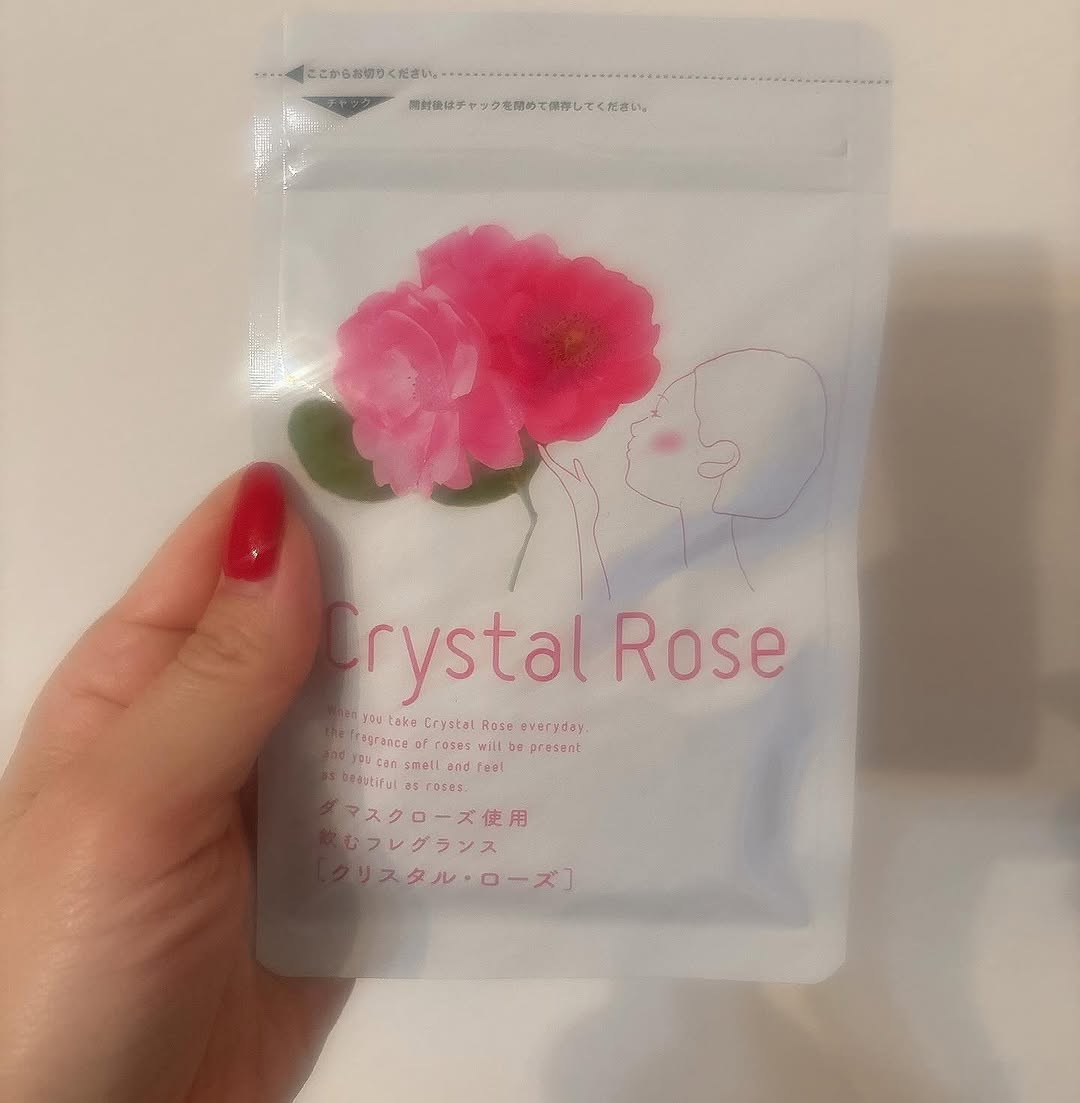 ここからお切りください。
チャック
開封後はチャックを閉めて保存してください。
Crystal Rose
When you take Crystal Rose everyday.
the fragrance of roses will be present
and you can smell and feel
as beautiful as roses.
ダマスクローズ使用
飲むフレグランス
[クリスタル・ローズ]